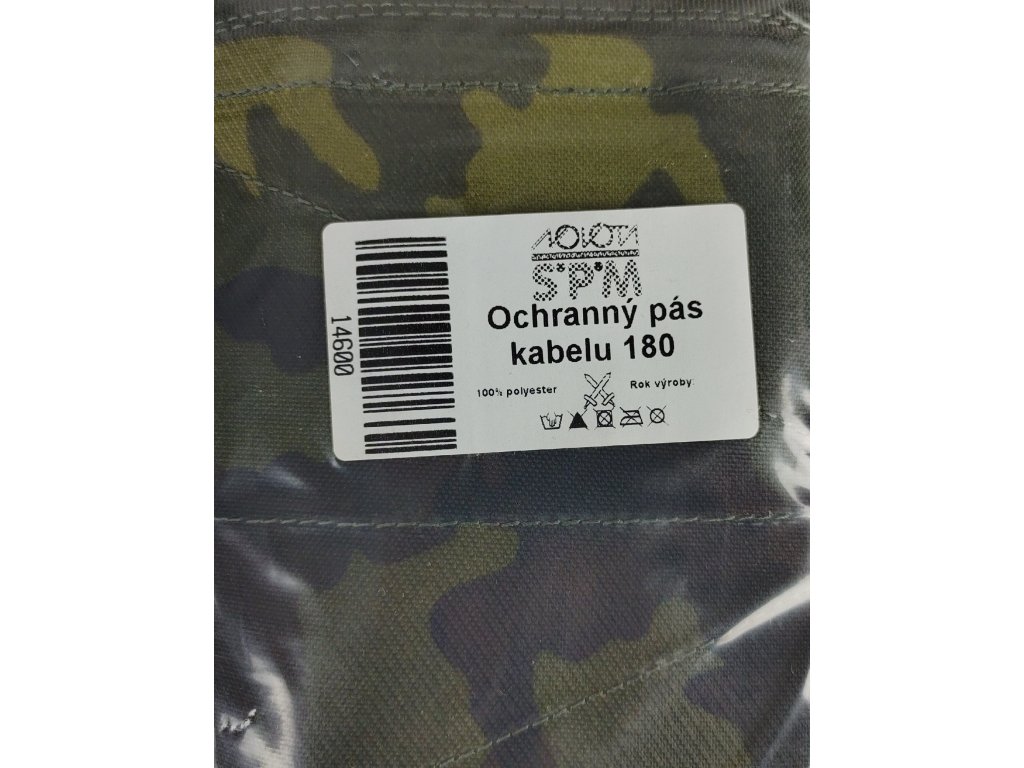 14600
S*P*M
Ochranný pás
kabelu 180
100% polyester
Rok výroby